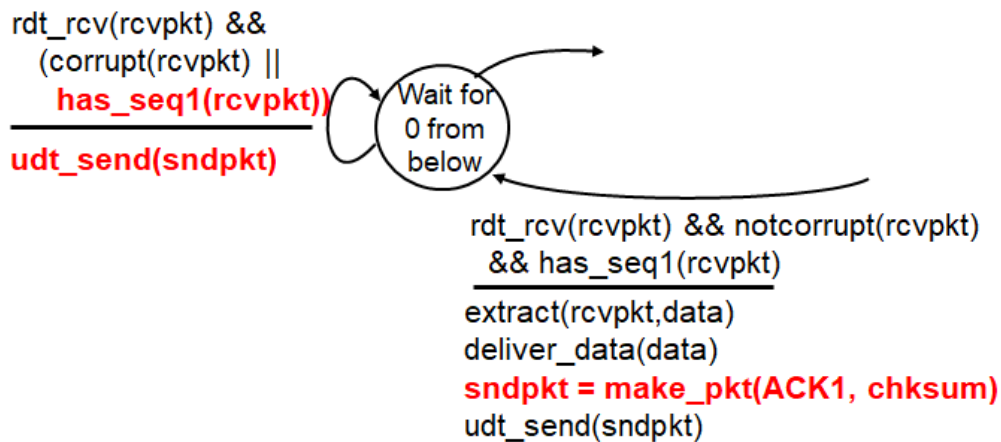 rdt_rcv(rcvpkt) &&
(corrupt(rcvpkt) ||
has_seq1(rcvpkt))
udt_send(sndpkt)
Wait for
0 from
below
rdt_rcv(rcvpkt) && notcorrupt(rcvpkt)
&& has_seq1(rcvpkt)
extract(rcvpkt,data)
deliver_data(data)
sndpkt = make_pkt(ACK1, chksum)
udt_send(sndpkt)